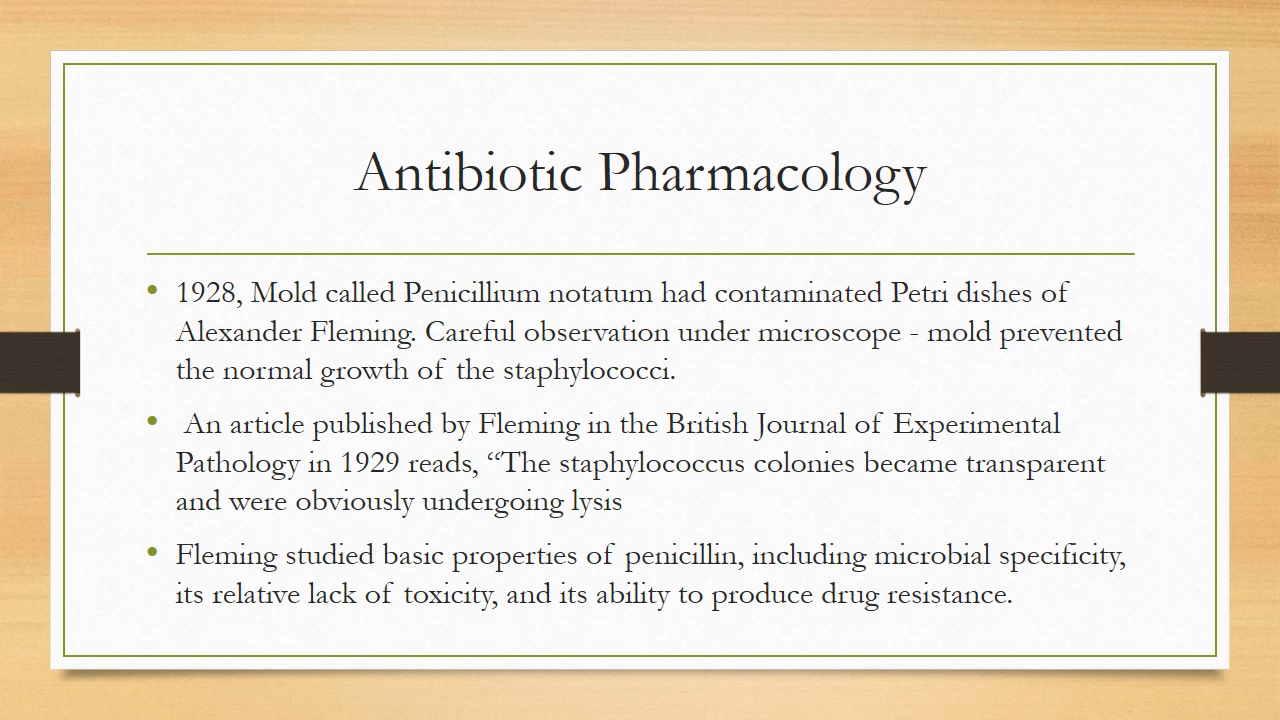 Antibiotic Pharmacology
• 1928, Mold called Penicillium notatum had contaminated Petri dishes of
Alexander Fleming. Careful observation under microscope - mold prevented
the normal growth of the staphylococci.
• An article published by Fleming in the British Journal of Experimental
Pathology in 1929 reads, “The staphylococcus colonies became transparent
and were obviously undergoing lysis
• Fleming studied basic properties of penicillin, including microbial specificity,
its relative lack of toxicity, and its ability to produce drug resistance.